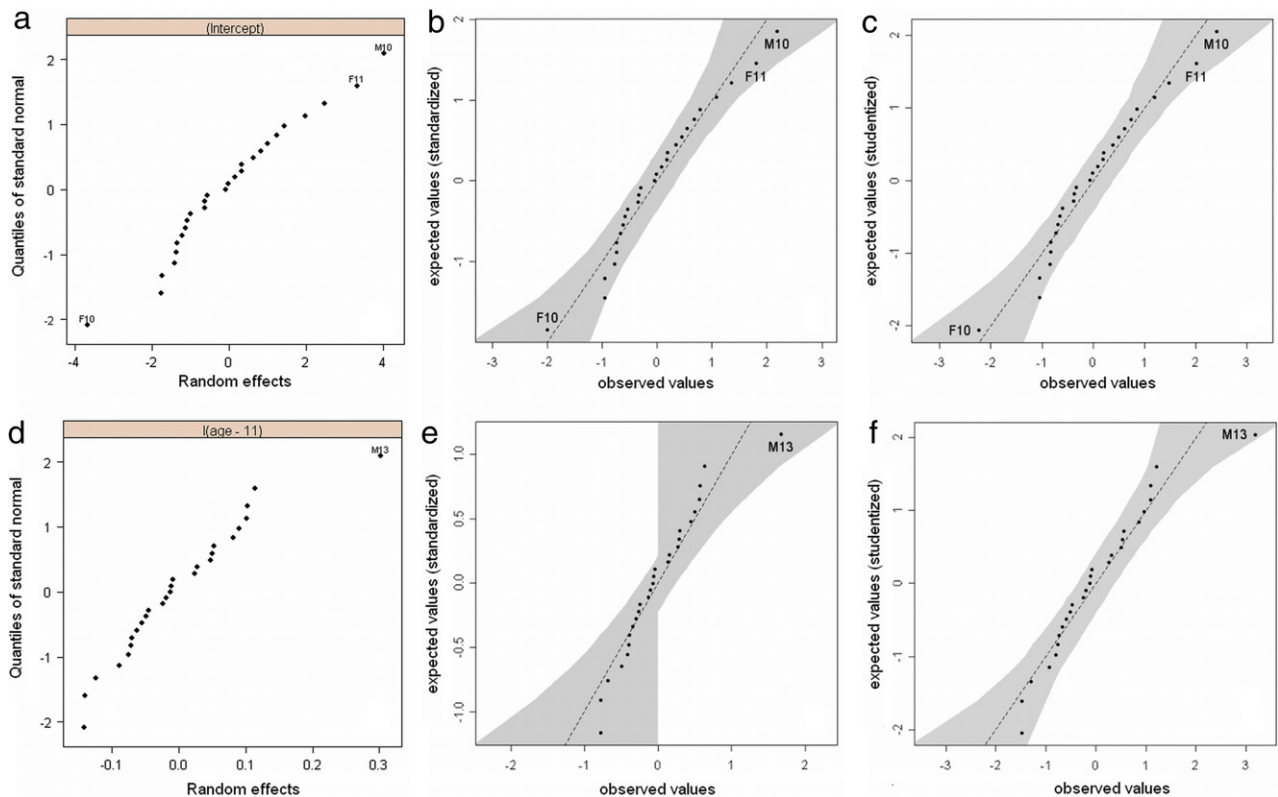 a
(Intercept)
M10
F11
F10
2
1
0
-1
-2
Quantiles of standard normal
-4
-2
0
2
4
Random effects
b
2
1
0
-1
expected values (standardized)
M10
F11
F10
-3
-2
-1
0
1
2
3
observed values
c
2
1
0
-1
-2
expected values (studentized)
M10
F11
F10
-3
-2
-1
0
1
2
3
observed values
d
I(age - 11)
M13
2
1
0
-1
-2
Quantiles of standard normal
-0.1
0.0
0.1
0.2
0.3
Random effects
e
1.0
0.5
0.0
-0.5
-1.0
expected values (standardized)
M13
-2
-1
0
1
2
observed values
f
2
1
0
-1
-2
expected values (studentized)
M13
-3
-2
-1
0
1
2
3
observed values